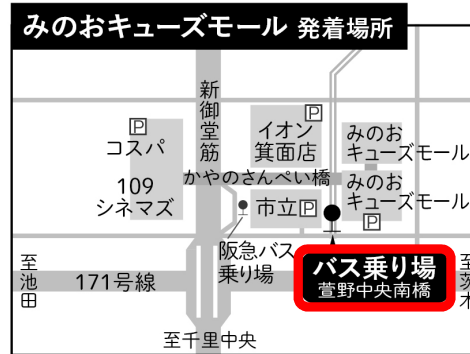 みのおキューズモール 発着場所
新御堂筋
P
コスパ
109
シネマズ
P
イオン
箕面店
みのお
キューズモール
かやのさんぺい橋
市立P
みのお
キューズモール
P
阪急バス
乗り場
バス乗り場
萱野中央南橋
至池田
171号線
至茨木
至千里中央